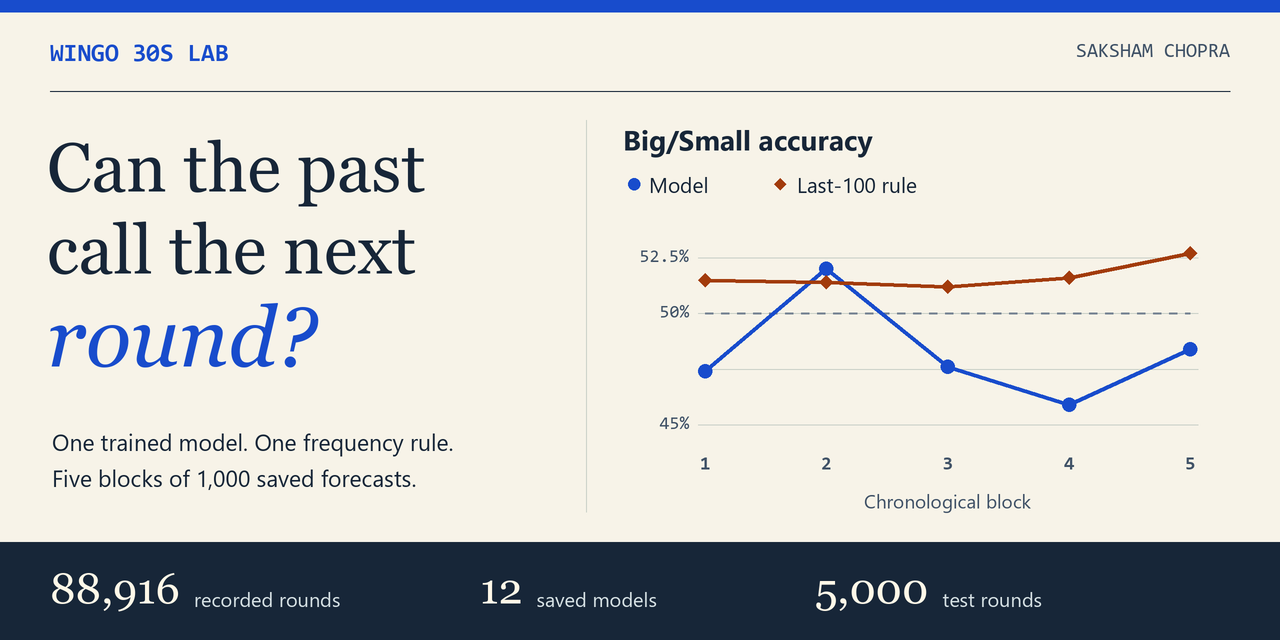 WINGO 30S LAB
SAKSHAM CHOPRA
Can the past
call the next
round?
One trained model. One frequency rule.
Five blocks of 1,000 saved forecasts.
Big/Small accuracy
Model
Last-100 rule
52.5%
50%
45%
1 2 3 4 5
Chronological block
88,916 recorded rounds
12 saved models
5,000 test rounds